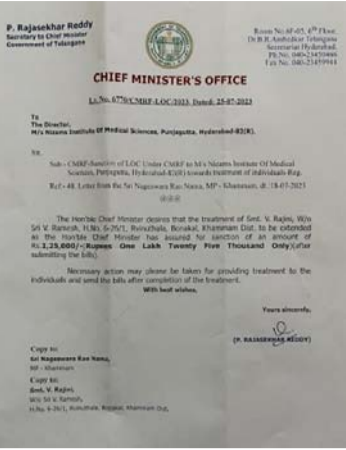 P. Rajasekhar Reddy
Secretary to Chief Minister
Government of Telangana
Room No.6F-05, 6th Floor,
Dr.B.R.Ambedkar Telangana
Secretariat Hyderabad,
Ph.No. 040-23450466
Fax No. 040-23459944
CHIEF MINISTER'S OFFICE
Lr.No. 6770/CMRF-LOC/2023, Dated: 25-07-2023
To
The Director,
M/s Nizams Institute Of Medical Sciences, Punjagutta, Hyderabad-82(R).
Sir,
Sub - CMRF-Sanction of LOC Under CMRF to M/s Nizams Institute Of Medical
Sciences, Punjagutta, Hyderabad-82(R) towards treatment of individuals-Reg.
Ref:- 48. Letter from the Sri Nageswara Rao Nama, MP - Khammam, dt. 18-07-2023
The Hon'ble Chief Minister desires that the treatment of Smt. V. Rajini, W/o
Sri V. Ramesh, H.No. 6-26/1, Rvinuthala, Bonakal, Khammam Dist, to be extended
as the Hon'ble Chief Minister has assured for sanction of an amount of
Rs.1,25,000/-(Rupees One Lakh Twenty Five Thousand Only)(after
submitting the bills).
Necessary action may please be taken for providing treatment to the
individuals and send the bills after completion of the treatment.
With best wishes,
Yours sincerely,
(P. RAJASEKHAR REDDY)
Copy to:
Sri Nageswara Rao Nama,
MP - Khammam
Copy to:
Smt. V. Rajini,
W/o Sri V. Ramesh,
H.No. 6-26/1, Rvinuthala, Bonakal, Khammam Dist,